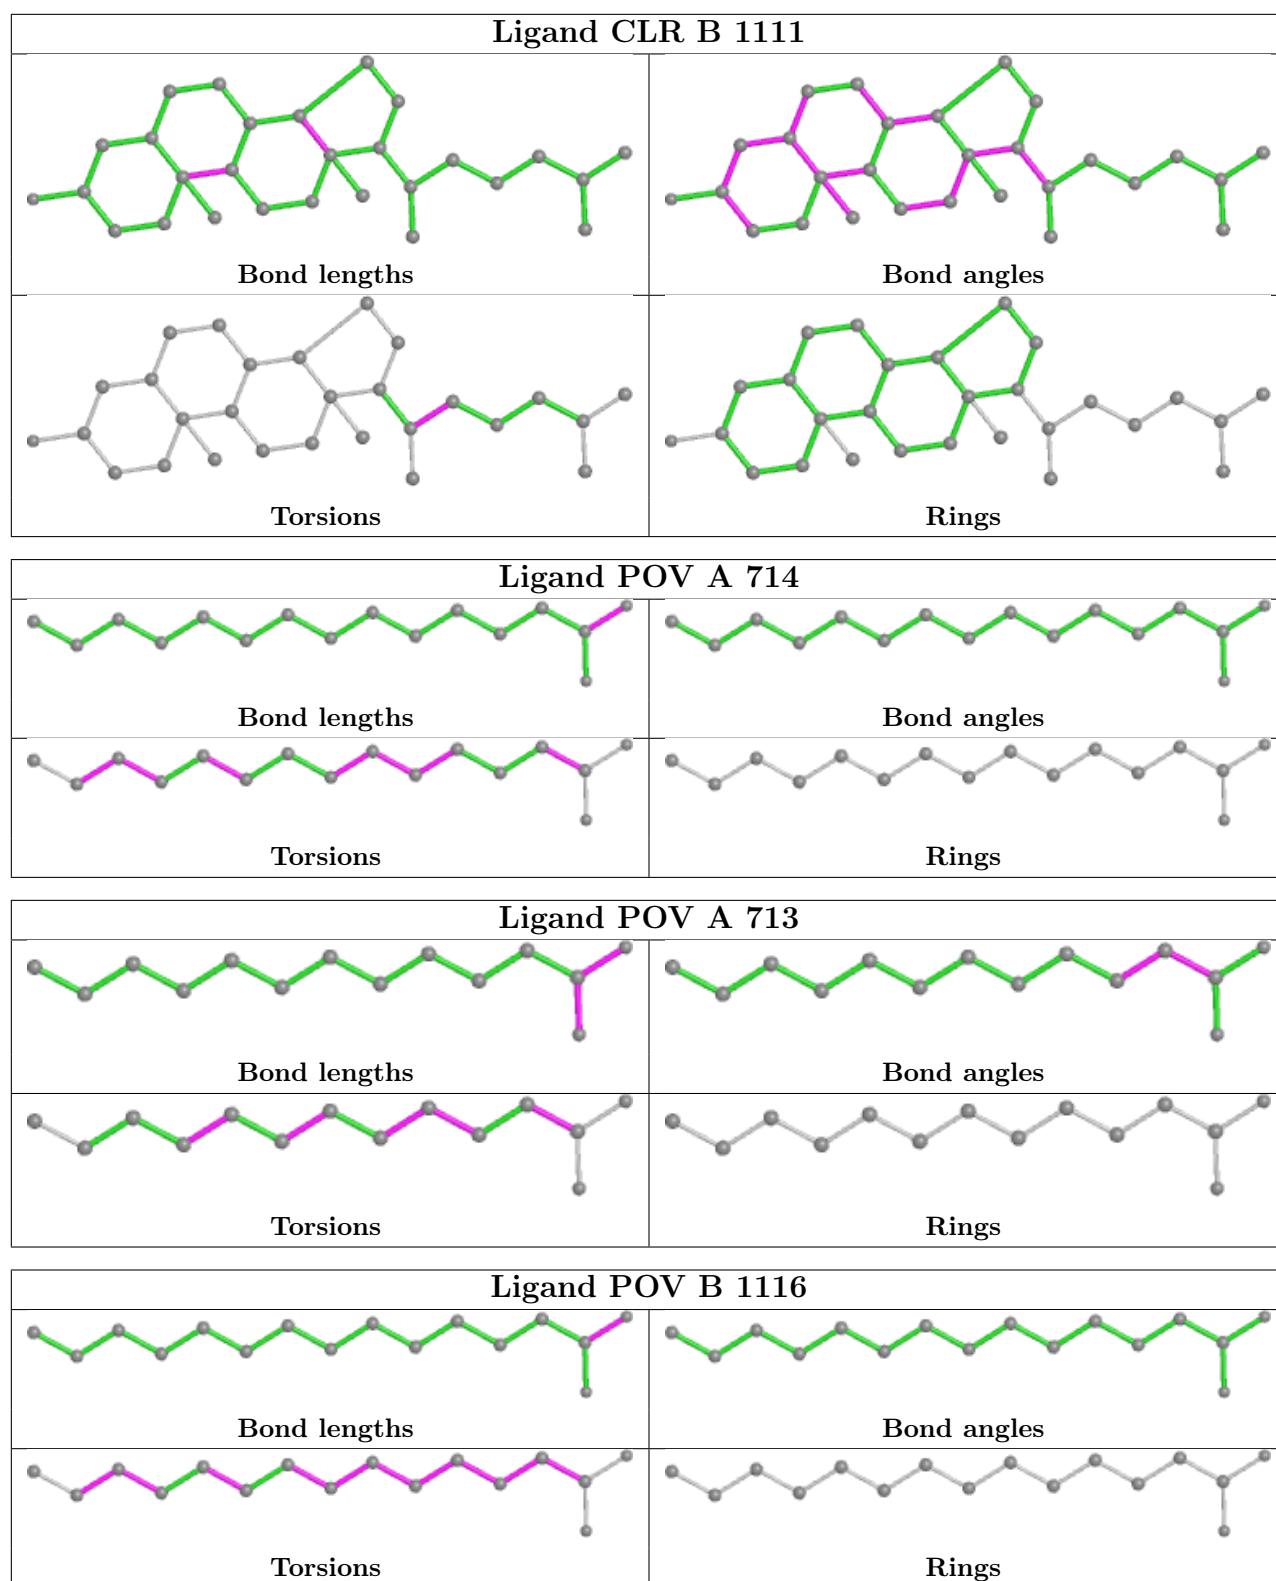 Ligand CLR B 1111
Bond lengths
Bond angles
Torsions
Rings
Ligand POV A 714
Bond lengths
Bond angles
Torsions
Rings
Ligand POV A 713
Bond lengths
Bond angles
Torsions
Rings
Ligand POV B 1116
Bond lengths
Bond angles
Torsions
Rings